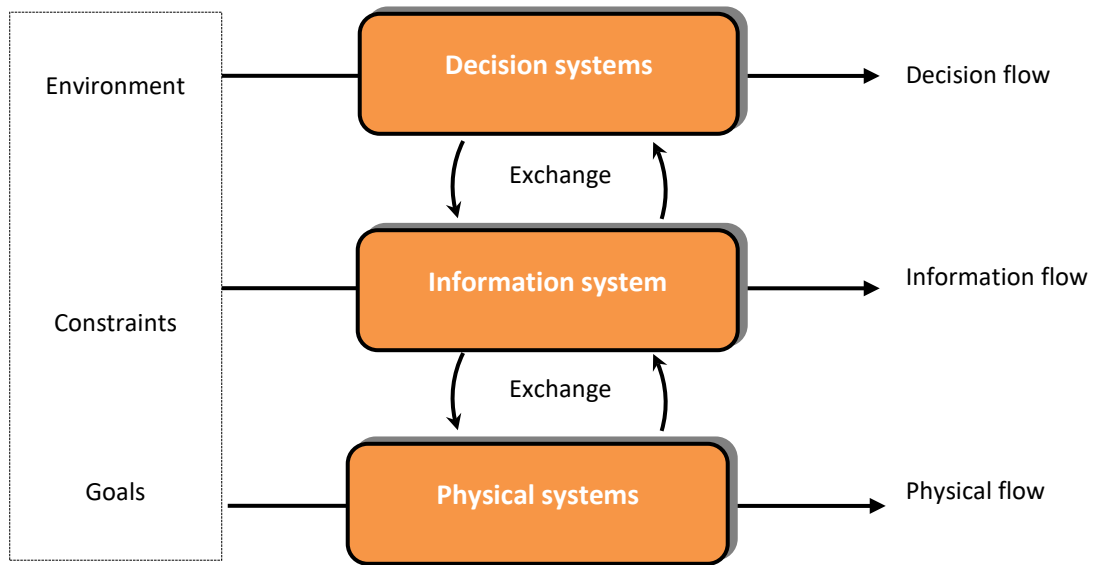 Environment
Decision systems
Decision flow
Exchange
Constraints
Information system
Information flow
Exchange
Goals
Physical systems
Physical flow